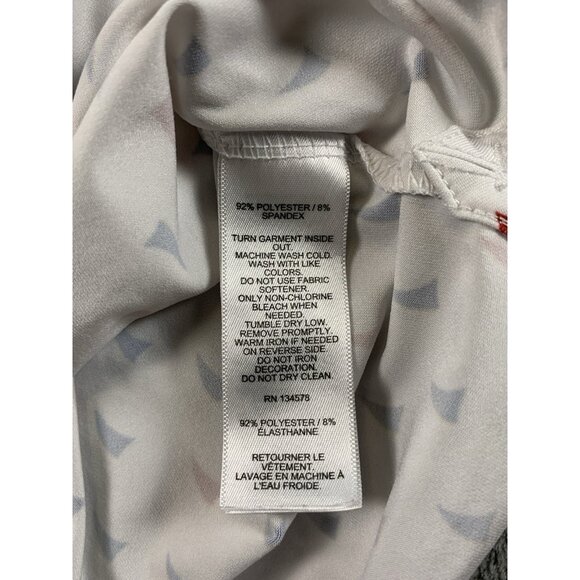 92% POLYESTER / 8%
SPANDEX
TURN GARMENT INSIDE
OUT.
MACHINE WASH COLD.
WASH WITH LIKE
COLORS.
DO NOT USE FABRIC
SOFTENER.
ONLY NON-CHLORINE
BLEACH WHEN
NEEDED.
TUMBLE DRY LOW.
REMOVE PROMPTLY.
WARM IRON IF NEEDED
ON REVERSE SIDE.
DO NOT IRON
DECORATION.
DO NOT DRY CLEAN.
RN 134578
92% POLYESTER / 8%
ÉLASTHANNE
RETOURNER LE
VÊTEMENT.
LAVAGE EN MACHINE À
L'EAU FROIDE.